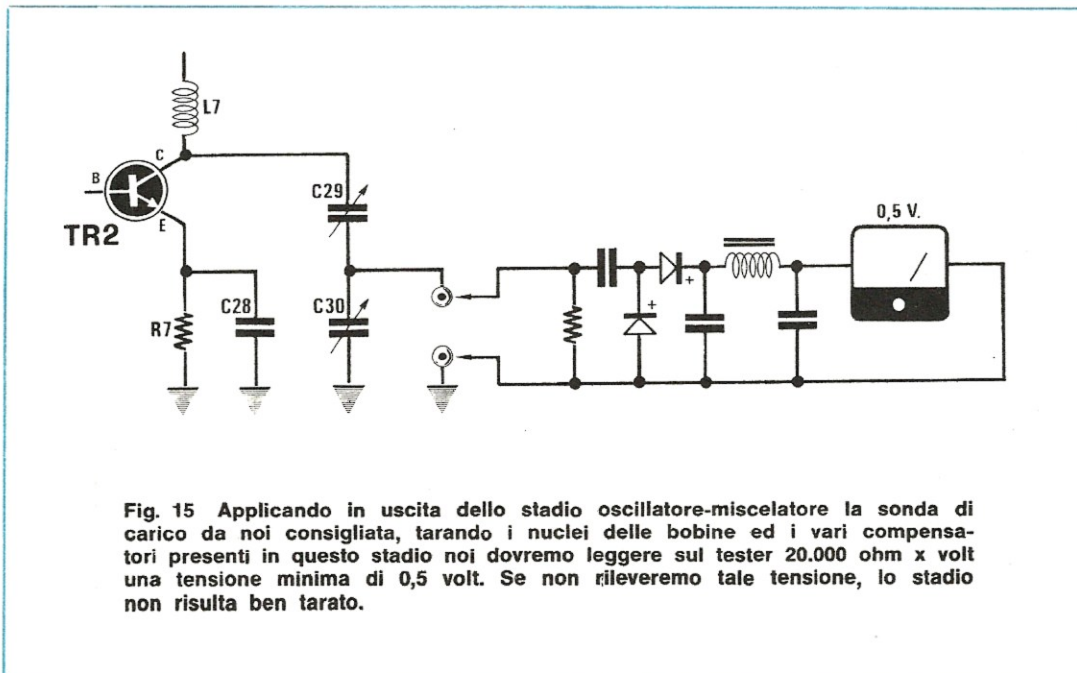 L7
C
B
E
TR2
C29
0,5 V.
+
+
R7
C28
C30
Fig. 15 Applicando in uscita dello stadio oscillatore-miscelatore la sonda di
carico da noi consigliata, tarando i nuclei delle bobine ed i vari compensa-
tori presenti in questo stadio noi dovremo leggere sul tester 20.000 ohm x volt
una tensione minima di 0,5 volt. Se non rileveremo tale tensione, lo stadio
non risulta ben tarato.